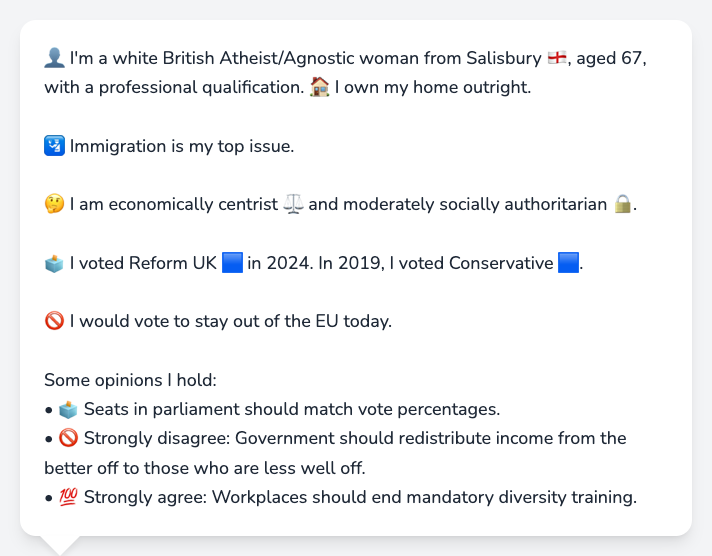 👤 I'm a white British Atheist/Agnostic woman from Salisbury 🏴󠁧󠁢󠁥󠁮󠁧󠁿, aged 67,
with a professional qualification. 🏠 I own my home outright.
🛂 Immigration is my top issue.
🤔 I am economically centrist ⚖️ and moderately socially authoritarian 🔒.
🗳️ I voted Reform UK 🟦 in 2024. In 2019, I voted Conservative 🟦.
🚫 I would vote to stay out of the EU today.
Some opinions I hold:
• 🗳️ Seats in parliament should match vote percentages.
• 🚫 Strongly disagree: Government should redistribute income from the
better off to those who are less well off.
• 💯 Strongly agree: Workplaces should end mandatory diversity training.